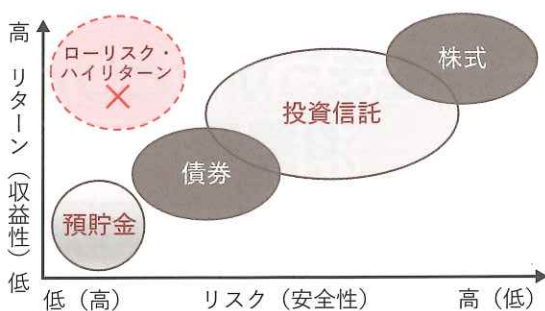 高
リターン（収益性）
低
ローリスク・
ハイリターン
×
株式
投資信託
債券
預貯金
低（高）
リスク（安全性）
高（低）